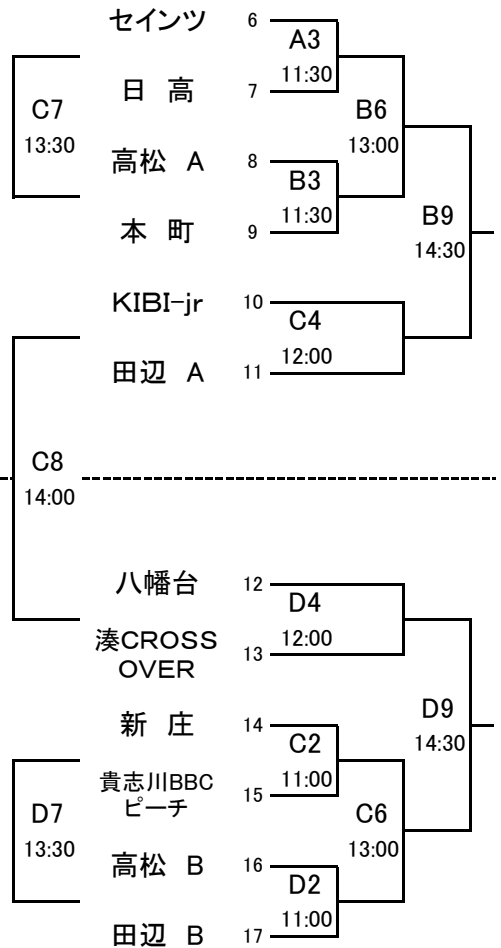 セインツ 6
A3
11:30
日 高 7
C7
13:30
B6
13:00
高松 A 8
B3
11:30
本 町 9
B9
14:30
KIBI-jr 10
C4
12:00
田辺 A 11
C8
14:00
八幡台 12
D4
12:00
湊CROSS
OVER 13
新 庄 14
C2
11:00
D9
14:30
貴志川BBC
ピーチ 15
D7
13:30
C6
13:00
高松 B 16
D2
11:00
田辺 B 17